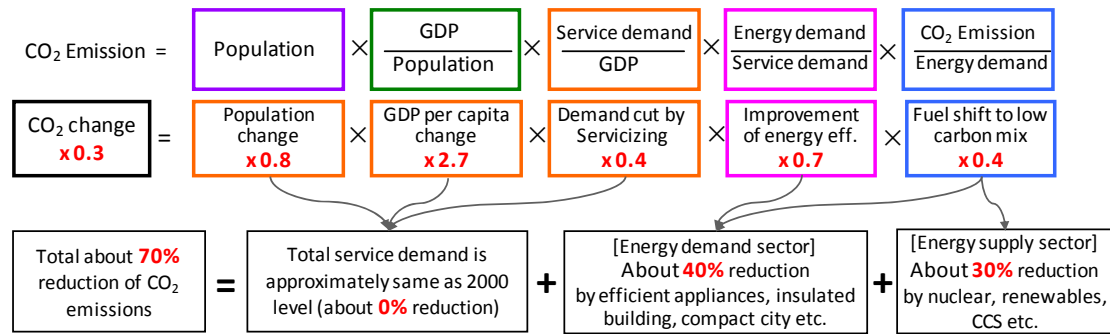 CO₂ Emission = Population × GDP / Population × Service demand / GDP × Energy demand / Service demand × CO₂ Emission / Energy demand
CO₂ change
x 0.3
=
Population
change
x 0.8
×
GDP per capita
change
x 2.7
×
Demand cut by
Servicizing
x 0.4
×
Improvement
of energy eff.
x 0.7
×
Fuel shift to low
carbon mix
x 0.4
Total about 70%
reduction of CO₂
emissions
=
Total service demand is
approximately same as 2000
level (about 0% reduction)
+
[Energy demand sector]
About 40% reduction
by efficient appliances, insulated
building, compact city etc.
+
[Energy supply sector]
About 30% reduction
by nuclear, renewables,
CCS etc.